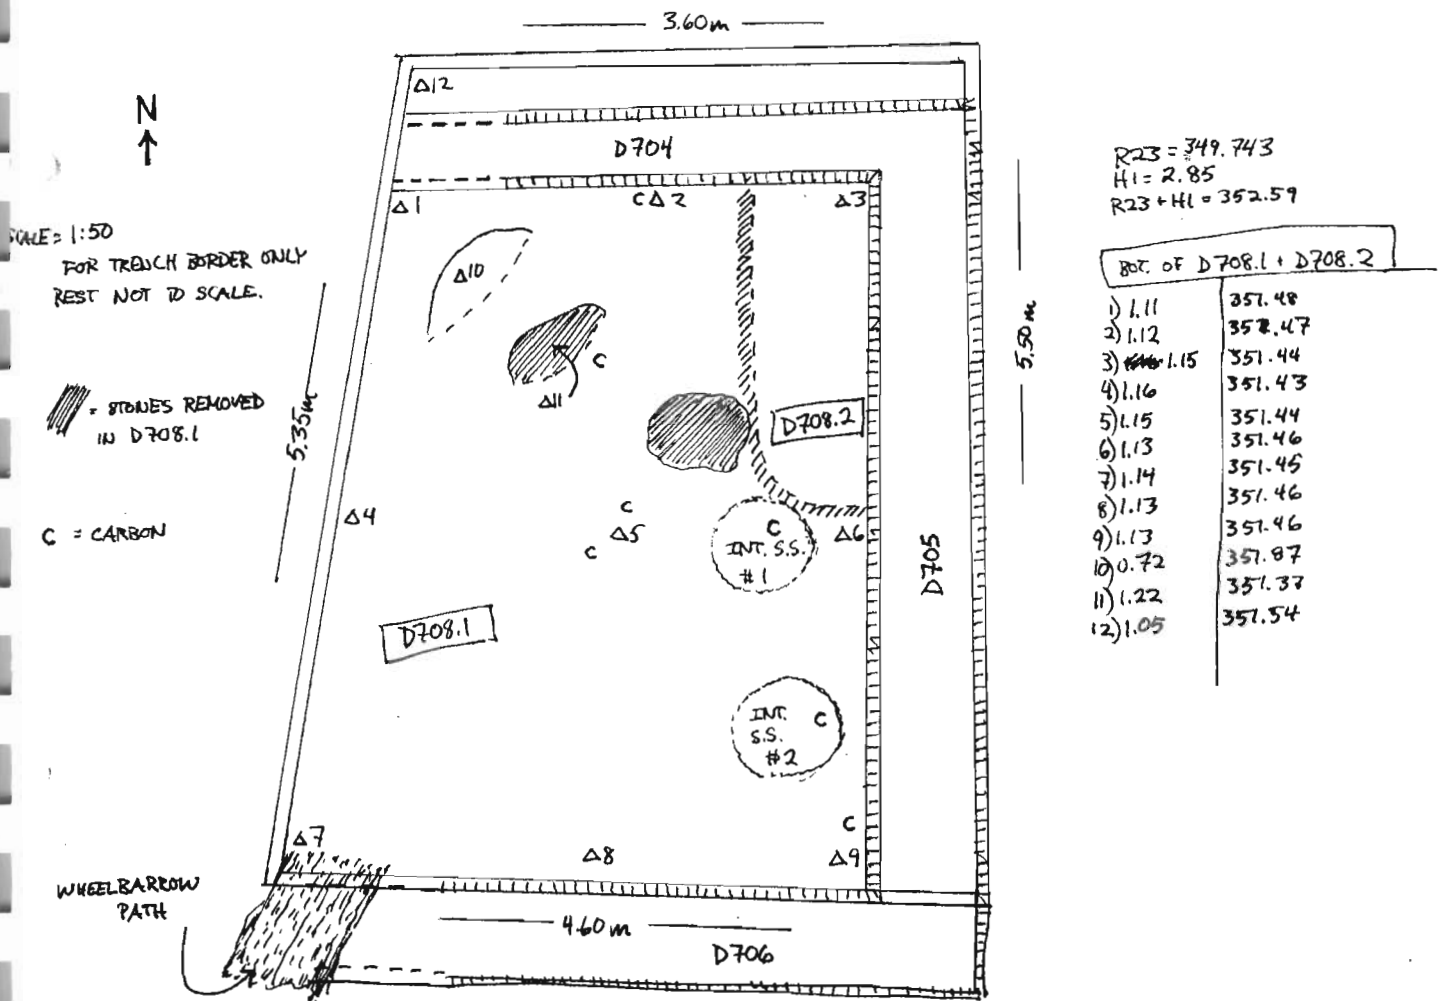 3.60m
N
Δ12
D704
R23 = 349.743
HI = 2.85
R23 + HI = 352.59
Δ1
CΔ2
Δ3
SCALE = 1:50
FOR TRENCH BORDER ONLY
REST NOT TO SCALE.
BOT. OF D708.1 + D708.2
1) 1.11 351.48
2) 1.12 351.47
3) 1.15 351.44
4) 1.16 351.43
5) 1.15 351.44
6) 1.13 351.46
7) 1.14 351.45
8) 1.13 351.46
9) 1.13 351.46
10) 0.72 351.87
11) 1.22 351.37
12) 1.05 351.54
Δ10
5.50m
C
Δ11
= STONES REMOVED
IN D708.1
5.35m
D708.2
C = CARBON
Δ4
C
Δ5
C
C
INT. S.S.
#1
Δ6
D705
D708.1
INT.
S.S.
#2
C
C
Δ7
Δ8
Δ9
WHEELBARROW
PATH
4.60m
D706